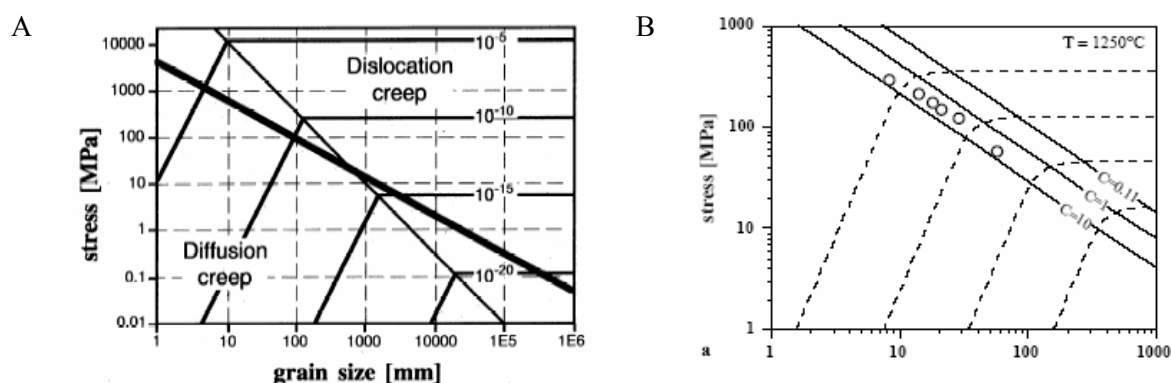 A
10000
1000
100
10
1
0.1
0.01
stress [MPa]
Dislocation
creep
Diffusion
creep
10-5
10-10
10-15
10-20
1
10
100
1000
1E5
1E6
grain size [mm]
B
1000
100
10
1
stress [MPa]
T = 1250°C
C=0.11
C=1
C=10
a
1
10
100
1000